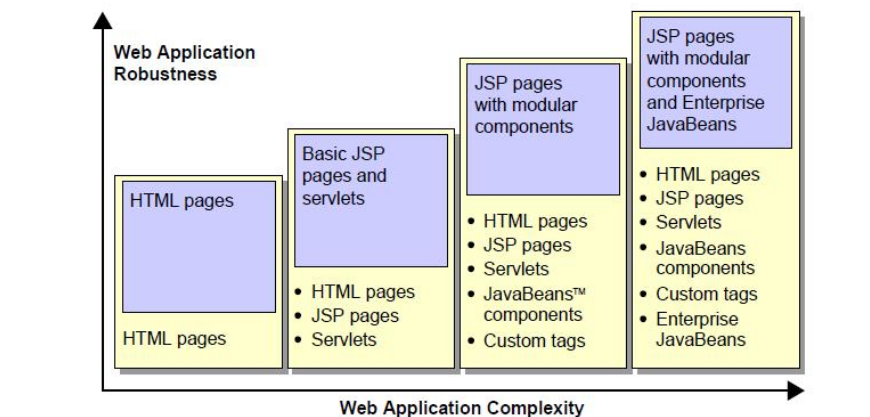 Web Application
Robustness
HTML pages
HTML pages
Basic JSP
pages and
servlets
• HTML pages
• JSP pages
• Servlets
JSP pages
with modular
components
• HTML pages
• JSP pages
• Servlets
• JavaBeans™
components
• Custom tags
JSP pages
with modular
components
and Enterprise
JavaBeans
• HTML pages
• JSP pages
• Servlets
• JavaBeans
components
• Custom tags
• Enterprise
JavaBeans
Web Application Complexity